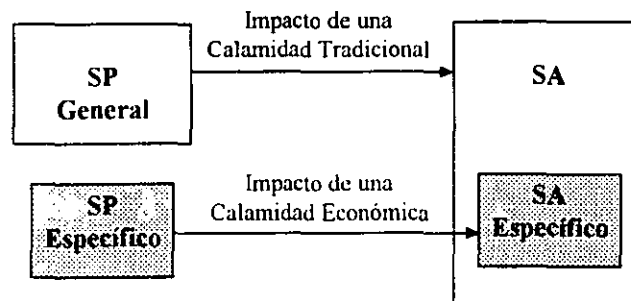 Impacto de una
Calamidad Tradicional
SP
General
SA
Impacto de una
Calamidad Económica
SP
Específico
SA
Específico